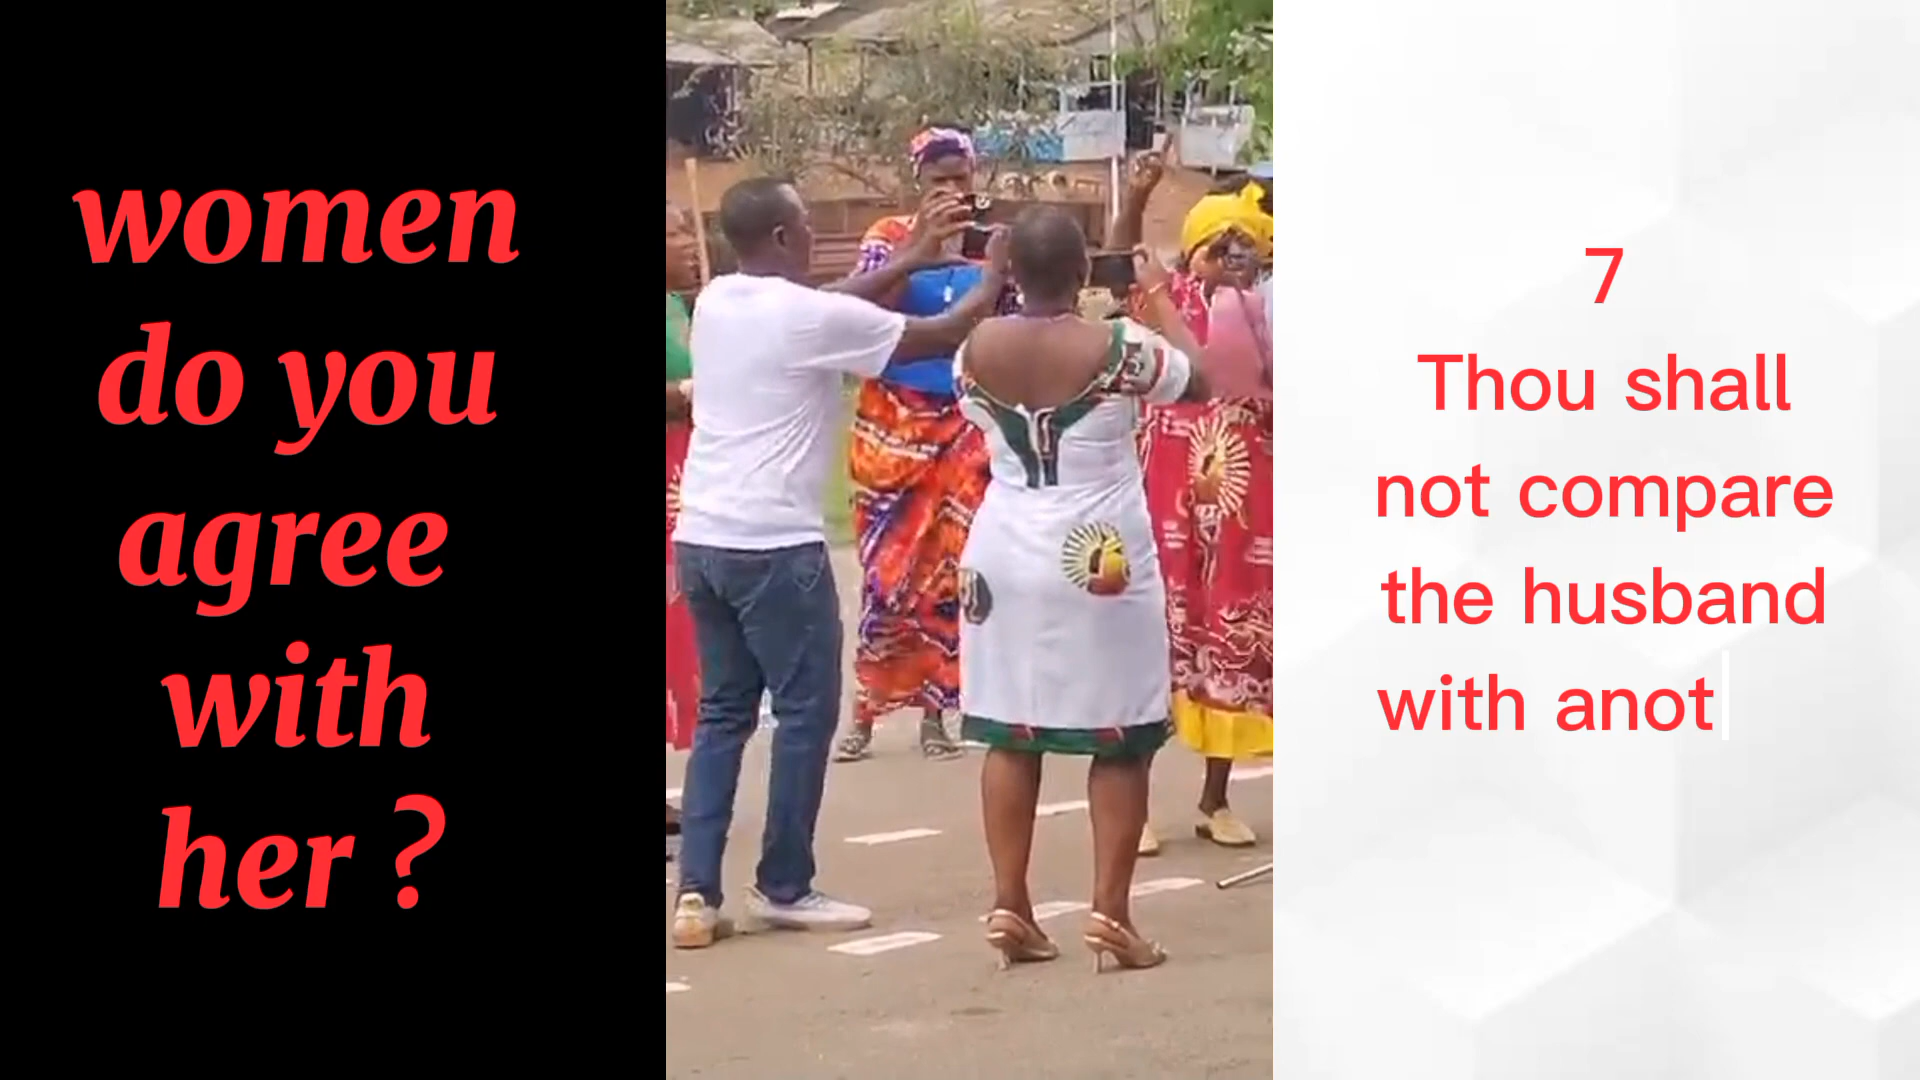 women
do you
agree
with
her ?
7
Thou shall
not compare
the husband
with anot